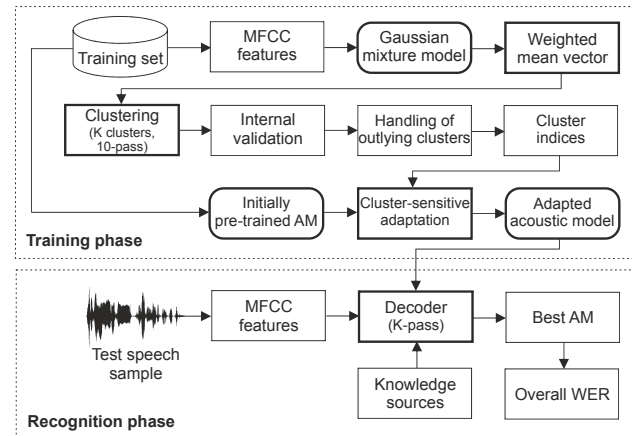 Training set
MFCC
features
Gaussian
mixture model
Weighted
mean vector
Clustering
(K clusters,
10-pass)
Internal
validation
Handling of
outlying clusters
Cluster
indices
Initially
pre-trained AM
Cluster-sensitive
adaptation
Adapted
acoustic model
Training phase
Test speech
sample
MFCC
features
Decoder
(K-pass)
Best AM
Knowledge
sources
Overall WER
Recognition phase